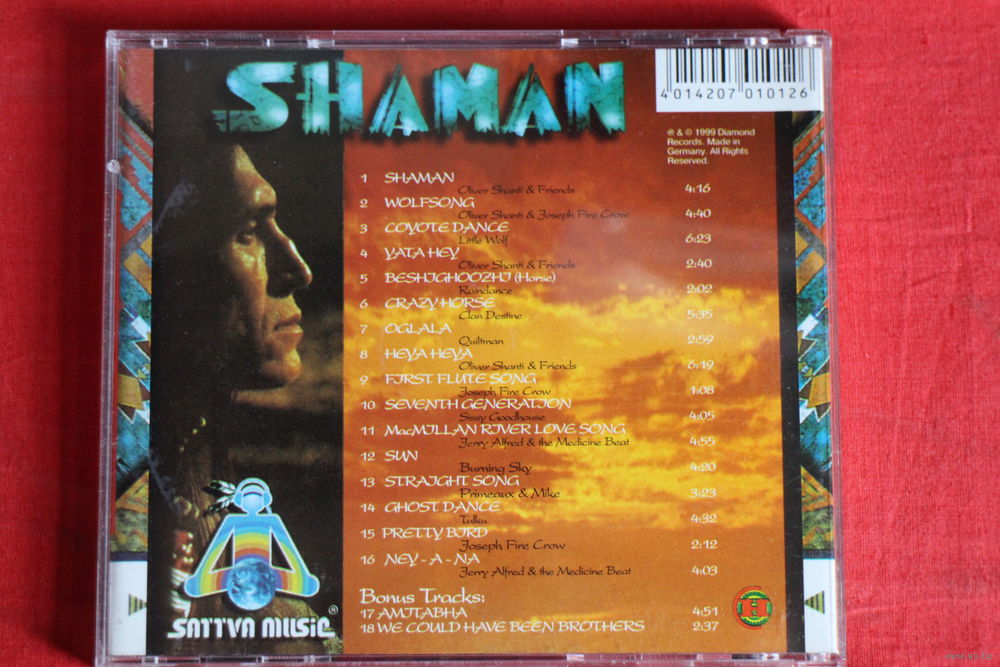 SHAMAN
4 014207 010126
℗ & © 1999 Diamond
Records. Made in
Germany. All Rights
Reserved.
1 SHAMAN
Oliver Shanti & Friends 4:16
2 WOLFSONG
Oliver Shanti & Joseph Fire Crow 4:40
3 COYOTE DANCE
Little Wolf 6:23
4 YATA HEY
Oliver Shanti & Friends 2:40
5 BESHIGHOOZHI (Horse)
Raindance 2:02
6 CRAZY HORSE
Clan Destine 5:35
7 OGLALA
Quiltman 2:59
8 HEYA HEYA
Oliver Shanti & Friends 6:19
9 FIRST FLUTE SONG
Joseph Fire Crow 1:08
10 SEVENTH GENERATION
Sissy Goodhouse 4:05
11 MacMILLAN RIVER LOVE SONG
Jerry Alfred & the Medicine Beat 4:55
12 SUN
Burning Sky 4:20
13 STRAIGHT SONG
Primeaux & Mike 3:23
14 GHOST DANCE
Tulku 4:32
15 PRETTY BIRD
Joseph Fire Crow 2:12
16 NEY - A - NA
Jerry Alfred & the Medicine Beat 4:03
Bonus Tracks:
17 AMITABHA 4:51
18 WE COULD HAVE BEEN BROTHERS 2:37
SATTVA MUSIC ®
H